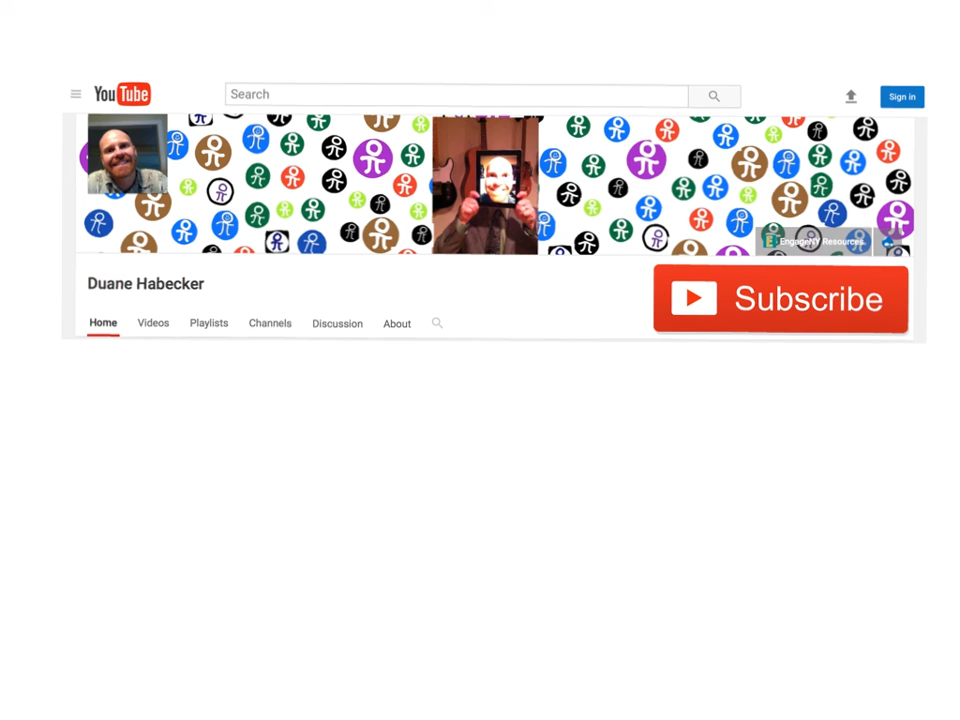 YouTube
Search
Sign in
EngageNY Resources
Duane Habecker
Subscribe
Home Videos Playlists Channels Discussion About